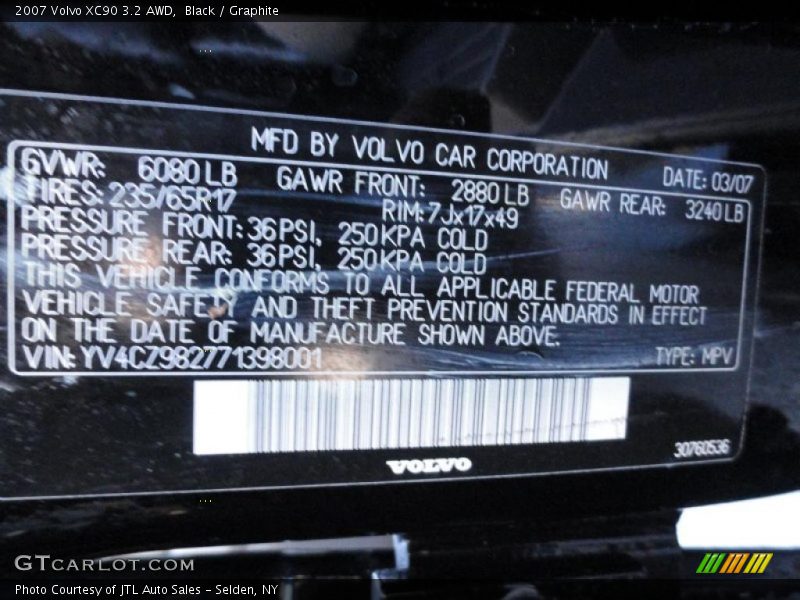 2007 Volvo XC90 3.2 AWD, Black / Graphite
MFD BY VOLVO CAR CORPORATION DATE: 03/07
GVWR: 6080 LB GAWR FRONT: 2880 LB GAWR REAR: 3240 LB
TIRES: 235/65R17 RIM: 7Jx17x49
PRESSURE FRONT: 36 PSI, 250 KPA COLD
PRESSURE REAR: 36 PSI, 250 KPA COLD
THIS VEHICLE CONFORMS TO ALL APPLICABLE FEDERAL MOTOR
VEHICLE SAFETY AND THEFT PREVENTION STANDARDS IN EFFECT
ON THE DATE OF MANUFACTURE SHOWN ABOVE.
VIN: YV4CZ982771398001 TYPE: MPV
30760536
VOLVO
GTCARLOT.COM
Photo Courtesy of JTL Auto Sales - Selden, NY